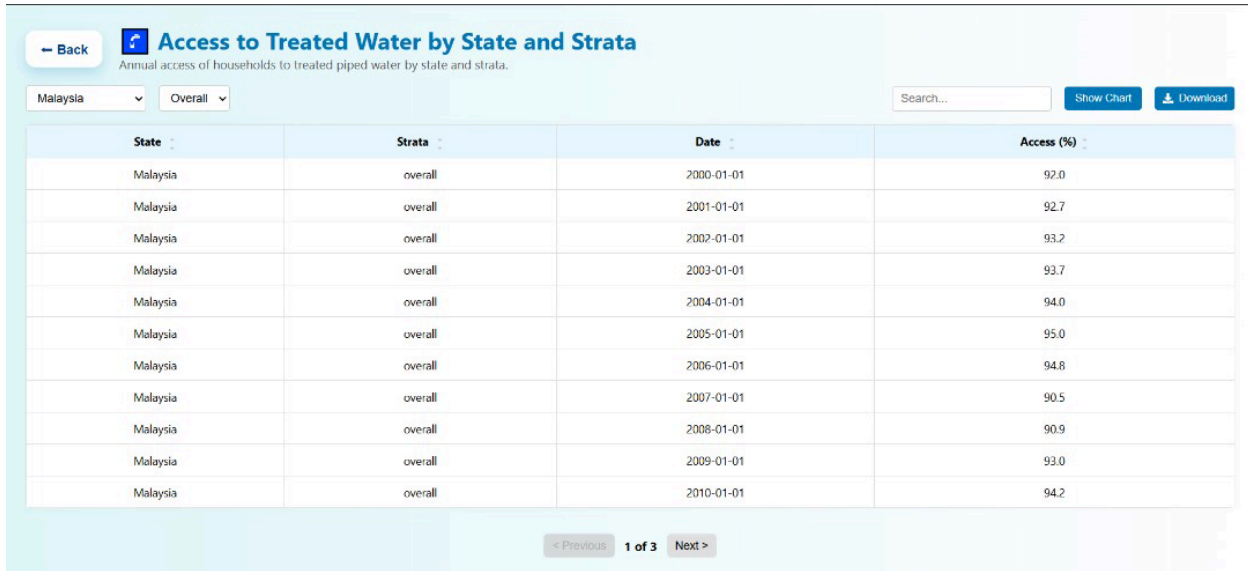 ← Back
Access to Treated Water by State and Strata
Annual access of households to treated piped water by state and strata.
Malaysia Overall Search... Show Chart Download
State Strata Date Access (%)
Malaysia overall 2000-01-01 92.0
Malaysia overall 2001-01-01 92.7
Malaysia overall 2002-01-01 93.2
Malaysia overall 2003-01-01 93.7
Malaysia overall 2004-01-01 94.0
Malaysia overall 2005-01-01 95.0
Malaysia overall 2006-01-01 94.8
Malaysia overall 2007-01-01 90.5
Malaysia overall 2008-01-01 90.9
Malaysia overall 2009-01-01 93.0
Malaysia overall 2010-01-01 94.2
< Previous 1 of 3 Next >